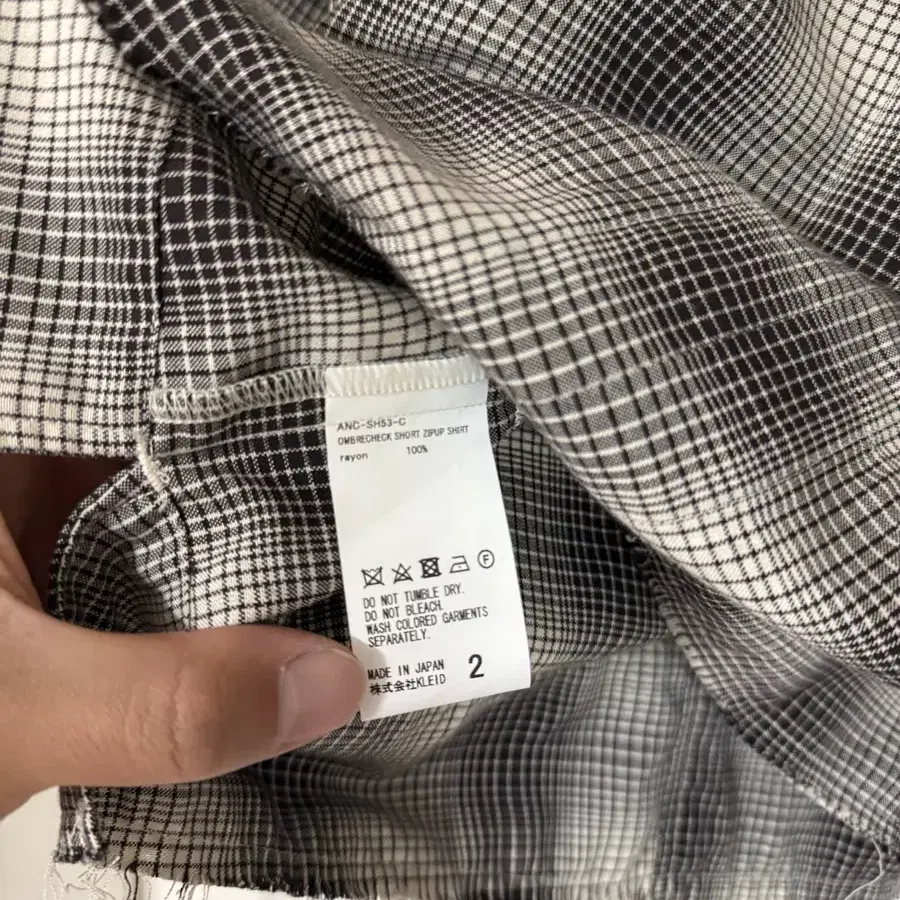 ANC-SH53-C
OMBRECHECK SHORT ZIPUP SHIRT
rayon 100%
F
DO NOT TUMBLE DRY.
DO NOT BLEACH.
WASH COLORED GARMENTS
SEPARATELY.
MADE IN JAPAN
株式会社KLEID
2